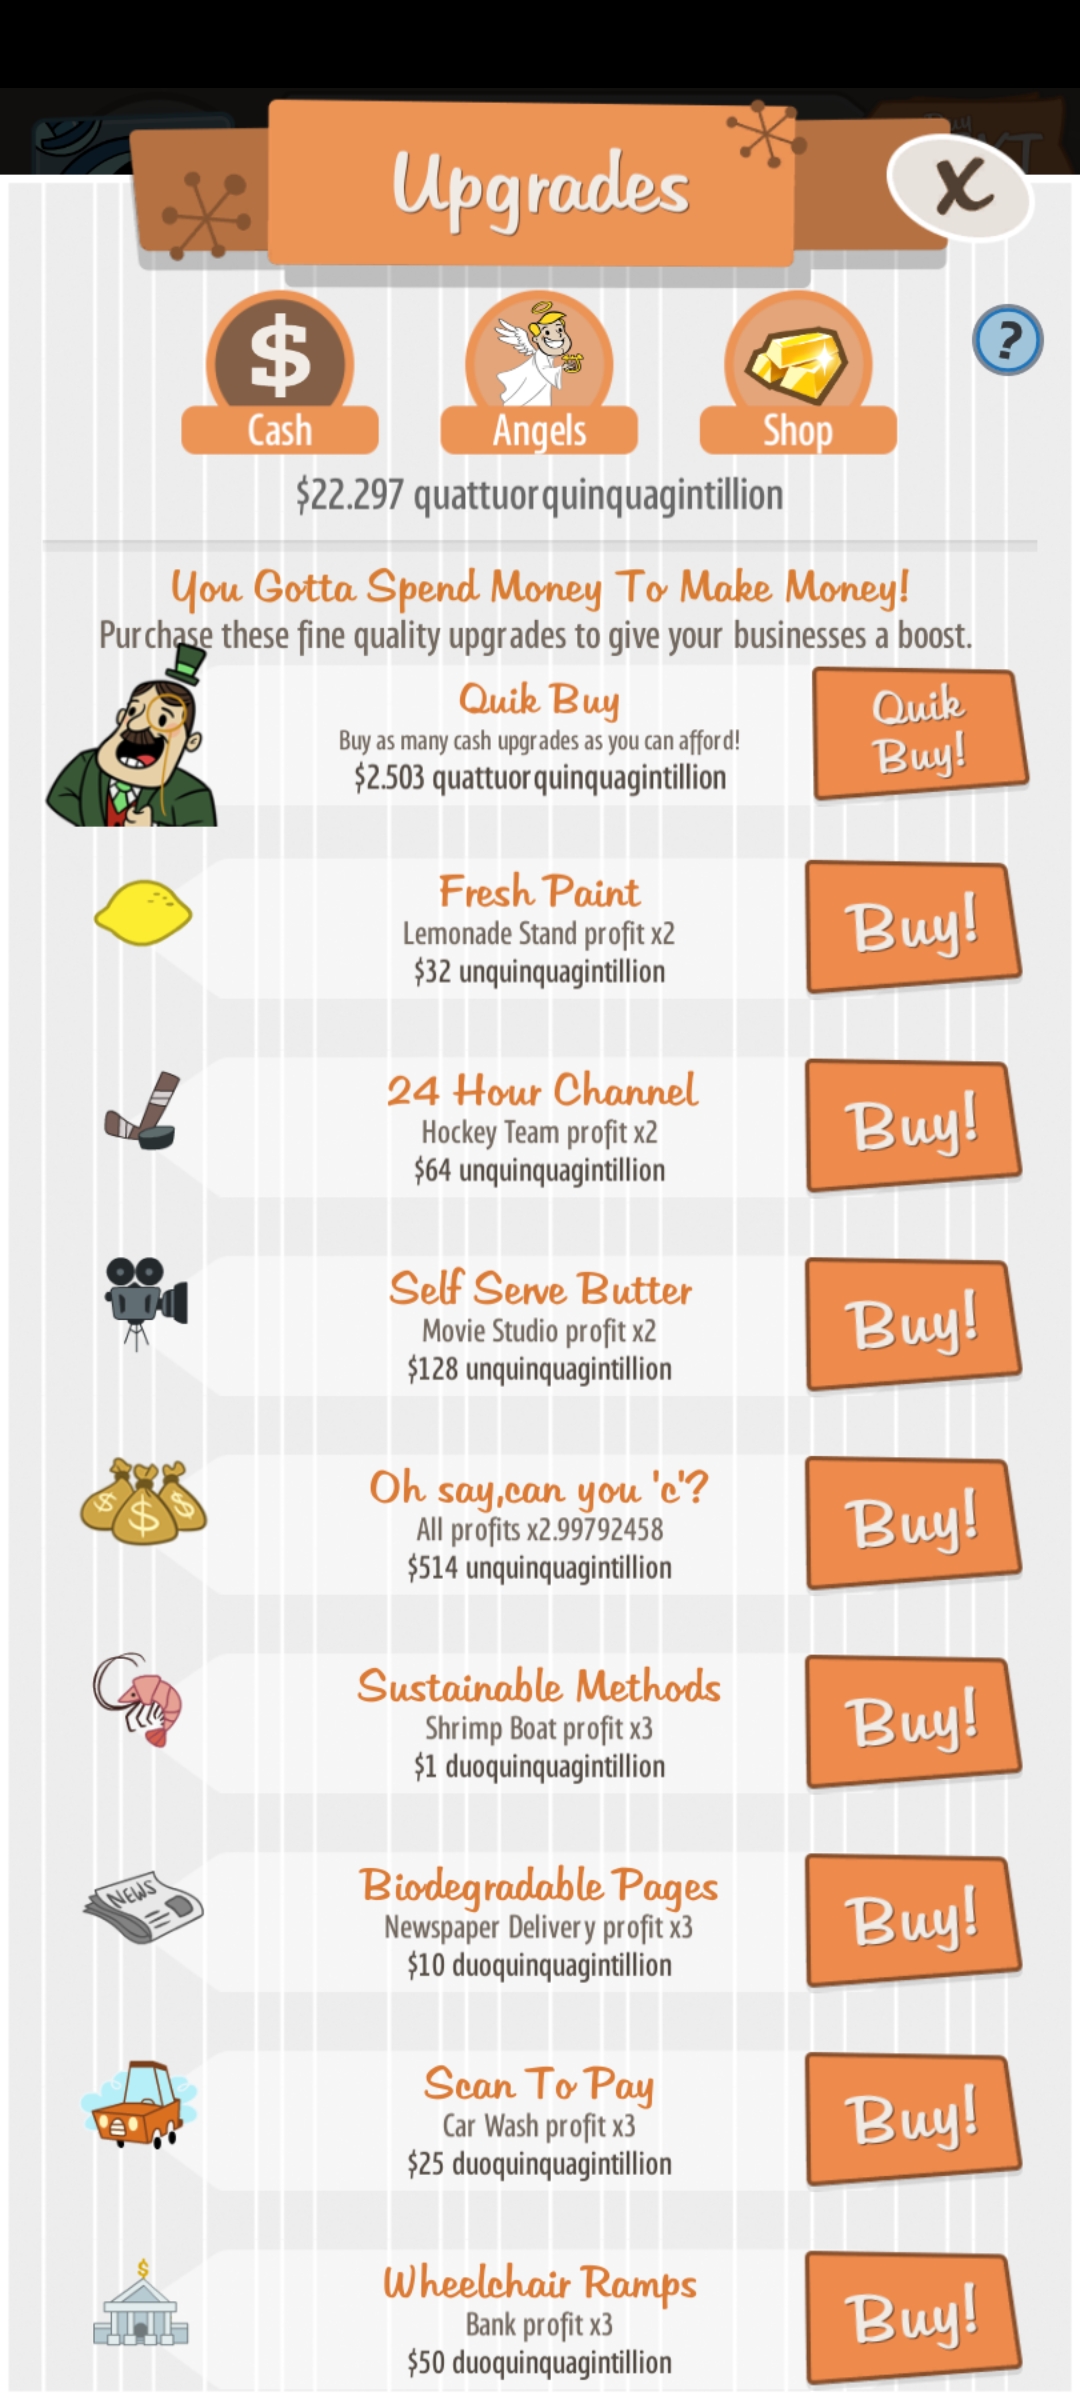 Upgrades
X
$
Cash
Angels
Shop
?
$22.297 quattuorquinquagintillion
You Gotta Spend Money To Make Money!
Purchase these fine quality upgrades to give your businesses a boost.
Quik Buy
Buy as many cash upgrades as you can afford!
$2.503 quattuorquinquagintillion
Quik
Buy!
Fresh Paint
Lemonade Stand profit x2
$32 unquinquagintillion
Buy!
24 Hour Channel
Hockey Team profit x2
$64 unquinquagintillion
Buy!
Self Serve Butter
Movie Studio profit x2
$128 unquinquagintillion
Buy!
$ $ $
Oh say,can you 'c'?
All profits x2.99792458
$514 unquinquagintillion
Buy!
Sustainable Methods
Shrimp Boat profit x3
$1 duoquinquagintillion
Buy!
NEWS
Biodegradable Pages
Newspaper Delivery profit x3
$10 duoquinquagintillion
Buy!
Scan To Pay
Car Wash profit x3
$25 duoquinquagintillion
Buy!
$
Wheelchair Ramps
Bank profit x3
$50 duoquinquagintillion
Buy!